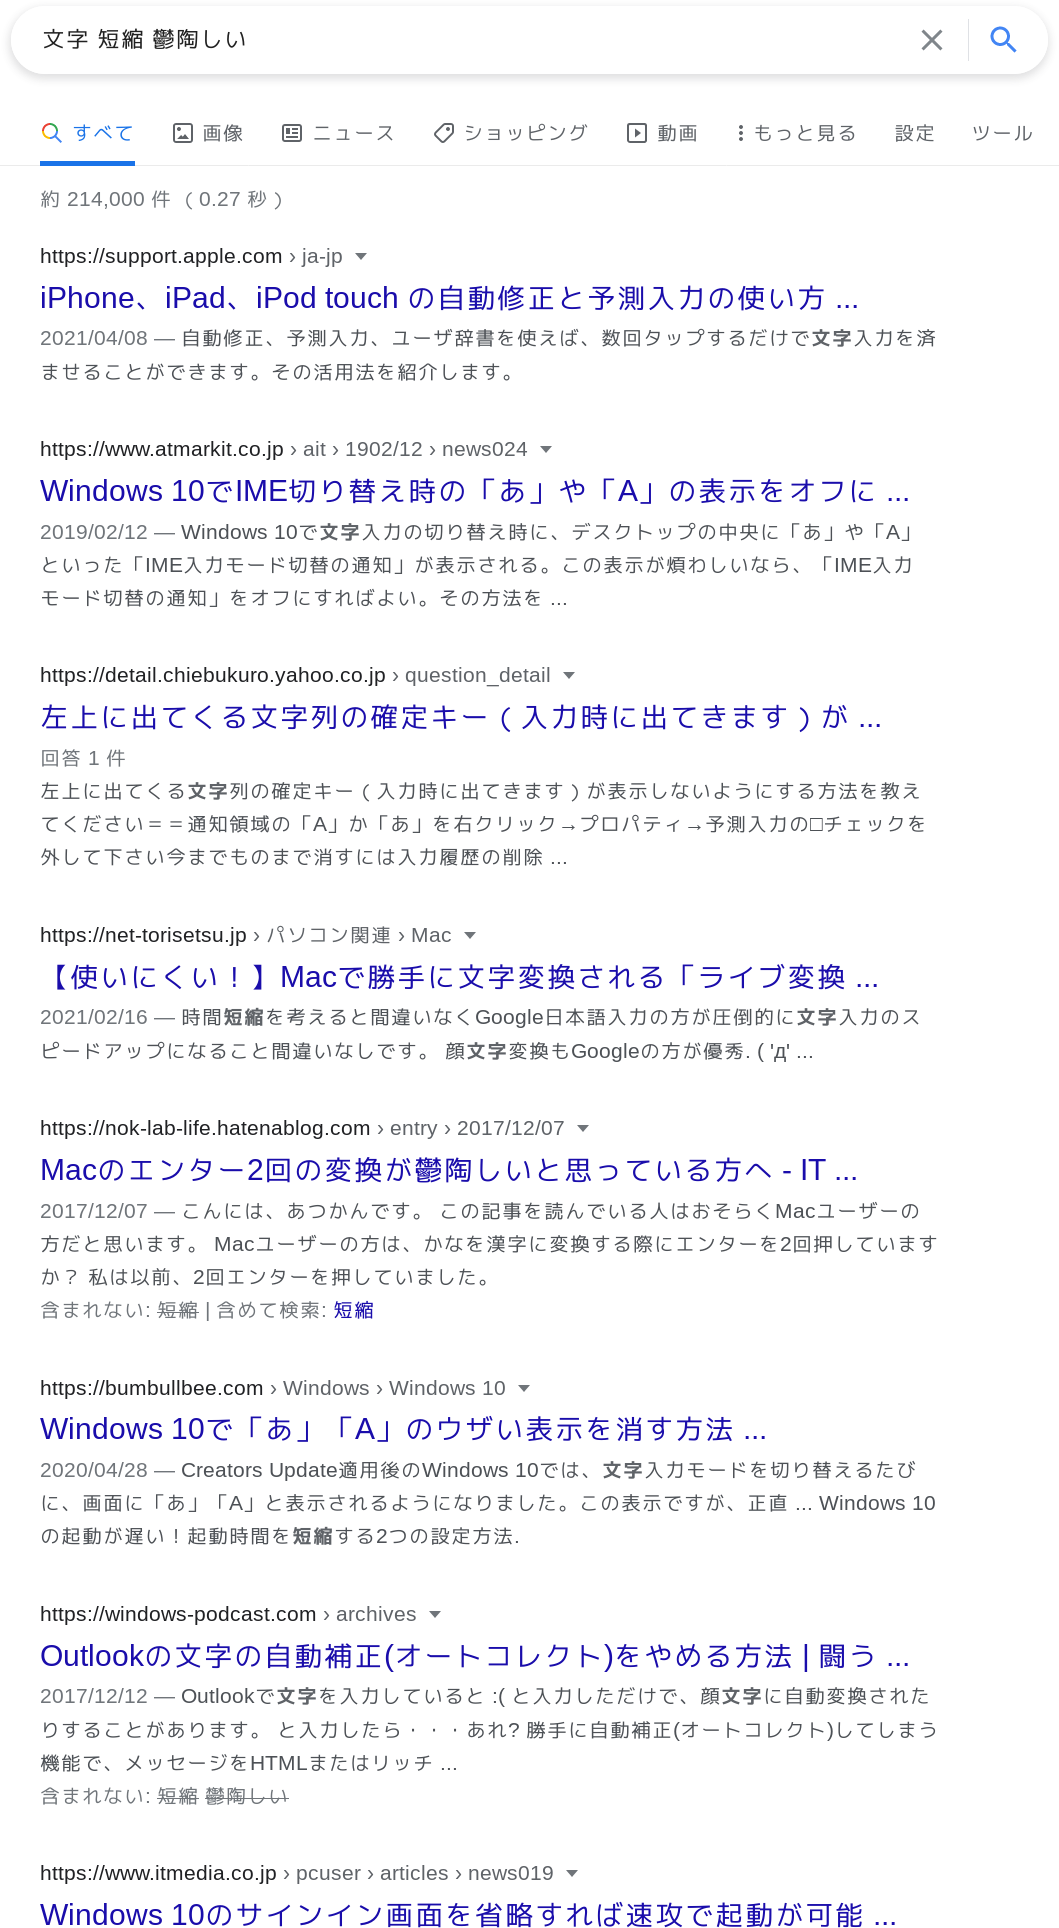 文字 短縮 鬱陶しい
すべて 画像 ニュース ショッピング 動画 もっと見る 設定 ツール
約 214,000 件 （0.27 秒）
https://support.apple.com › ja-jp
iPhone、iPad、iPod touch の自動修正と予測入力の使い方 ...
2021/04/08 — 自動修正、予測入力、ユーザ辞書を使えば、数回タップするだけで文字入力を済
ませることができます。その活用法を紹介します。
https://www.atmarkit.co.jp › ait › 1902/12 › news024
Windows 10でIME切り替え時の「あ」や「A」の表示をオフに ...
2019/02/12 — Windows 10で文字入力の切り替え時に、デスクトップの中央に「あ」や「A」
といった「IME入力モード切替の通知」が表示される。この表示が煩わしいなら、「IME入力
モード切替の通知」をオフにすればよい。その方法を ...
https://detail.chiebukuro.yahoo.co.jp › question_detail
左上に出てくる文字列の確定キー（入力時に出てきます）が ...
回答 1 件
左上に出てくる文字列の確定キー（入力時に出てきます）が表示しないようにする方法を教え
てください＝＝通知領域の「A」か「あ」を右クリック→プロパティ→予測入力の□チェックを
外して下さい今までものまで消すには入力履歴の削除 ...
https://net-torisetsu.jp › パソコン関連 › Mac
【使いにくい！】Macで勝手に文字変換される「ライブ変換 ...
2021/02/16 — 時間短縮を考えると間違いなくGoogle日本語入力の方が圧倒的に文字入力のス
ピードアップになること間違いなしです。 顔文字変換もGoogleの方が優秀. ( 'д' ...
https://nok-lab-life.hatenablog.com › entry › 2017/12/07
Macのエンター2回の変換が鬱陶しいと思っている方へ - IT ...
2017/12/07 — こんには、あつかんです。 この記事を読んでいる人はおそらくMacユーザーの
方だと思います。 Macユーザーの方は、かなを漢字に変換する際にエンターを2回押しています
か？ 私は以前、2回エンターを押していました。
含まれない: 短縮 | 含めて検索: 短縮
https://bumbullbee.com › Windows › Windows 10
Windows 10で「あ」「A」のウザい表示を消す方法 ...
2020/04/28 — Creators Update適用後のWindows 10では、文字入力モードを切り替えるたび
に、画面に「あ」「A」と表示されるようになりました。この表示ですが、正直 ... Windows 10
の起動が遅い！起動時間を短縮する2つの設定方法.
https://windows-podcast.com › archives
Outlookの文字の自動補正(オートコレクト)をやめる方法 | 闘う ...
2017/12/12 — Outlookで文字を入力していると :( と入力しただけで、顔文字に自動変換された
りすることがあります。 と入力したら・・・あれ? 勝手に自動補正(オートコレクト)してしまう
機能で、メッセージをHTMLまたはリッチ ...
含まれない: 短縮 鬱陶しい
https://www.itmedia.co.jp › pcuser › articles › news019
Windows 10のサインイン画面を省略すれば速攻で起動が可能 ...